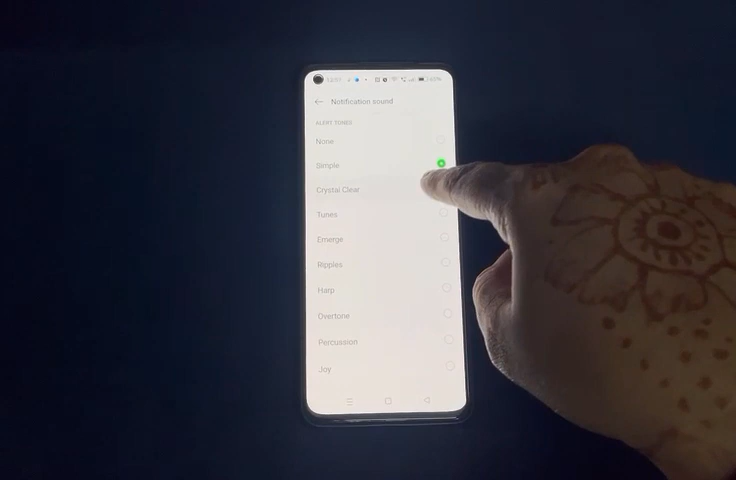 Notification sound
ALERT TONES
None
Simple
Crystal Clear
Tunes
Emerge
Ripples
Harp
Overtone
Percussion
Joy